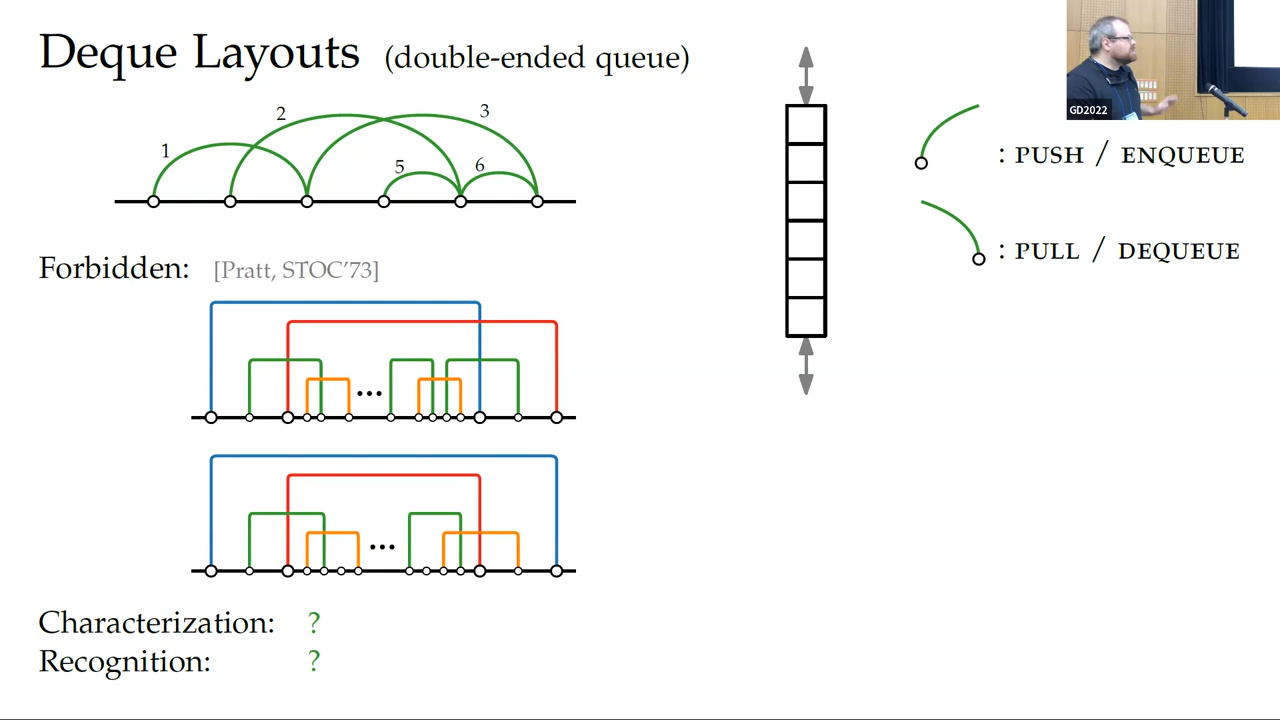 Deque Layouts (double-ended queue)
GD2022
1 2 3 5 6
: PUSH / ENQUEUE
: PULL / DEQUEUE
Forbidden: [Pratt, STOC'73]
...
...
Characterization: ?
Recognition: ?